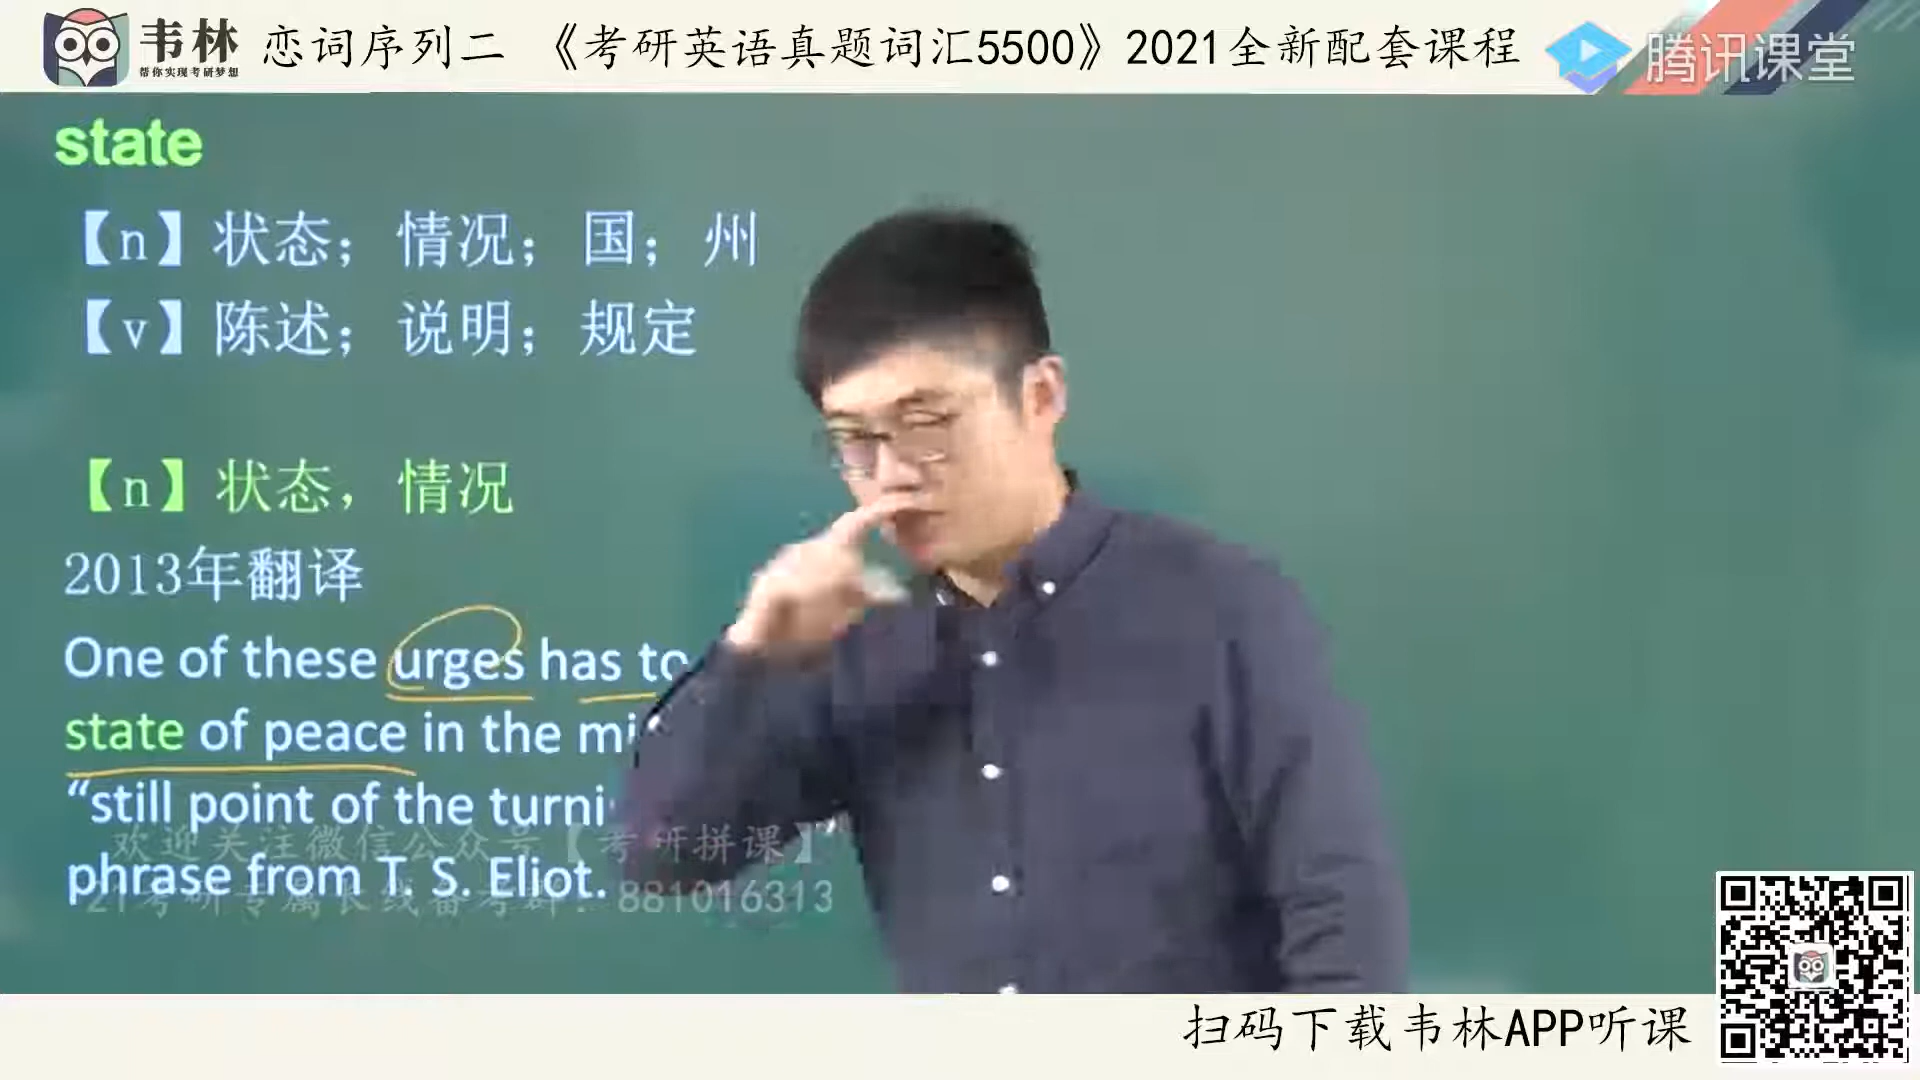 韦林
帮你实现考研梦想
恋词序列二 《考研英语真题词汇5500》2021全新配套课程
腾讯课堂
state
【n】状态；情况；国；州
【v】陈述；说明；规定
【n】状态，情况
2013年翻译
One of these urges has to
state of peace in the
“still point of the
phrase from T. S. Eliot.
欢迎关注微信公众号【考研拼课】
21考研专属长线备考群：881016313
扫码下载韦林APP听课